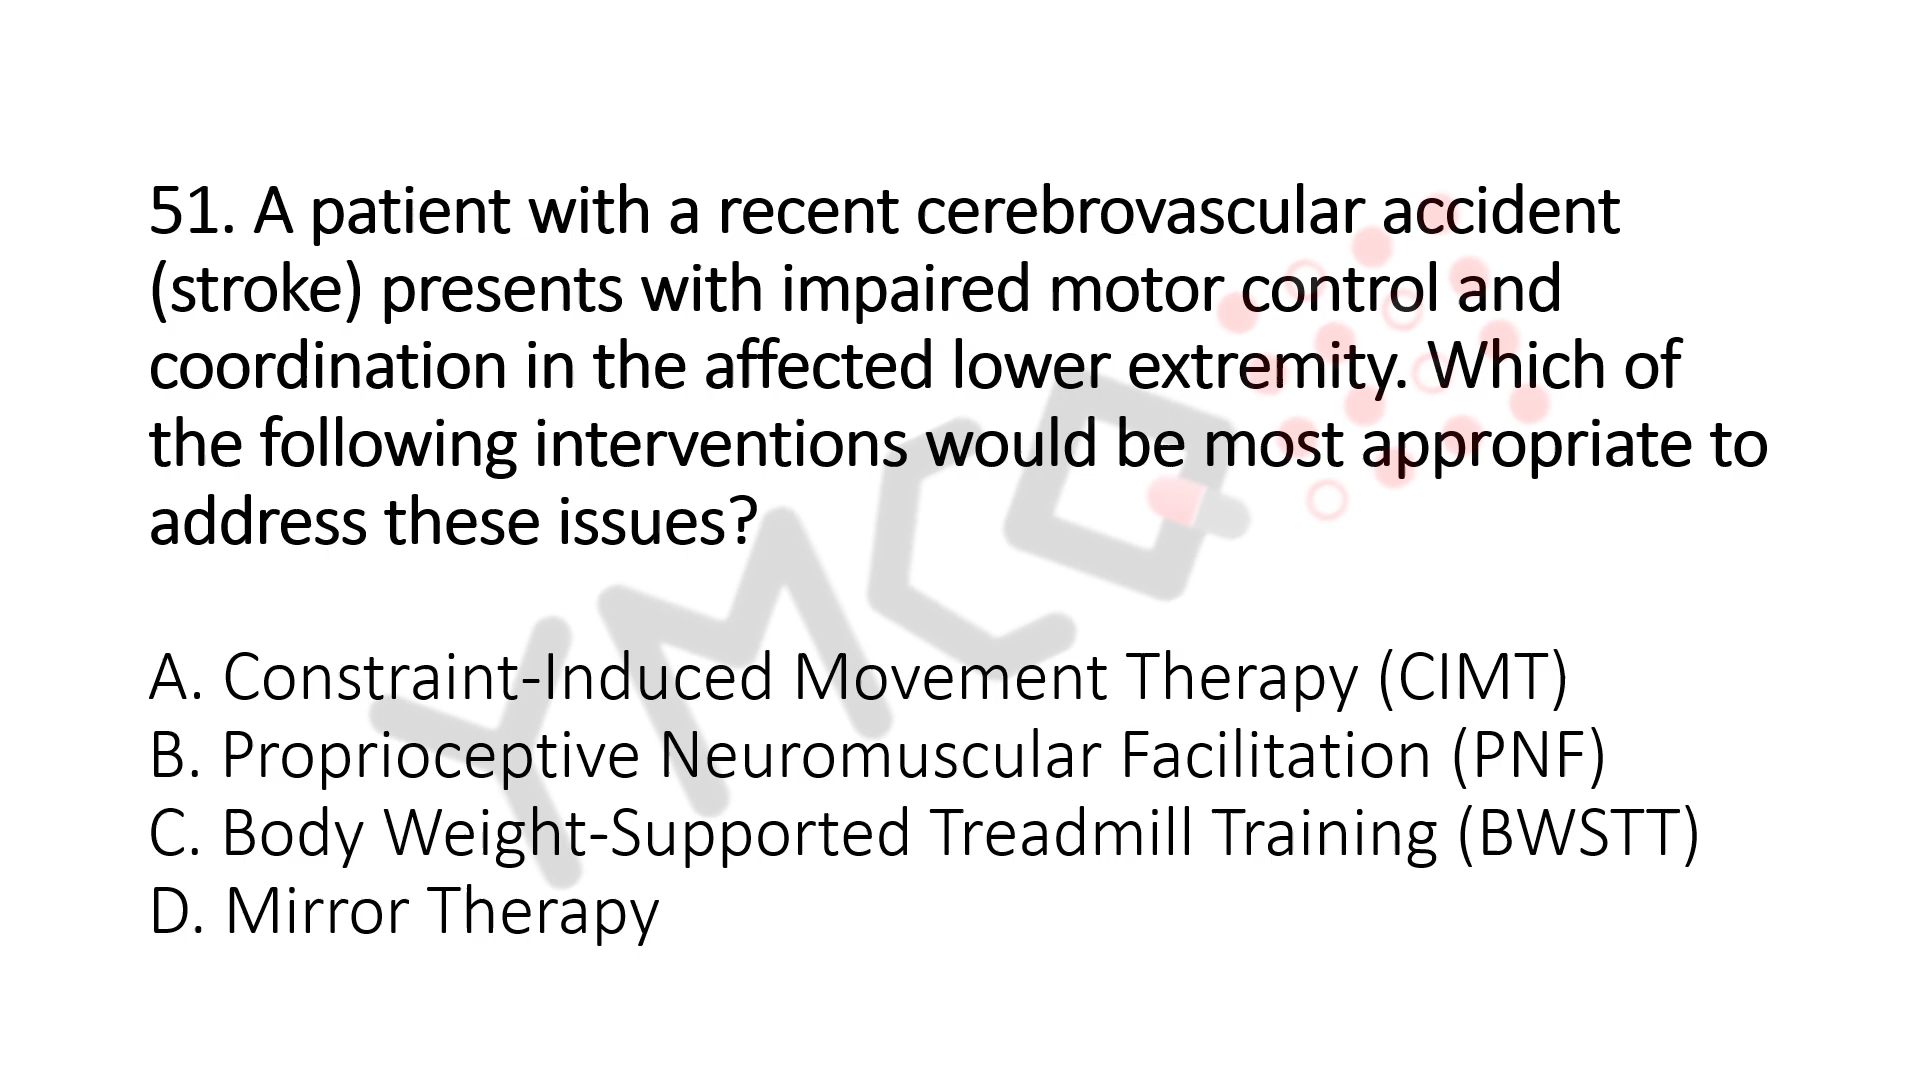 51. A patient with a recent cerebrovascular accident
(stroke) presents with impaired motor control and
coordination in the affected lower extremity. Which of
the following interventions would be most appropriate to
address these issues?
A. Constraint-Induced Movement Therapy (CIMT)
B. Proprioceptive Neuromuscular Facilitation (PNF)
C. Body Weight-Supported Treadmill Training (BWSTT)
D. Mirror Therapy
YMCQ